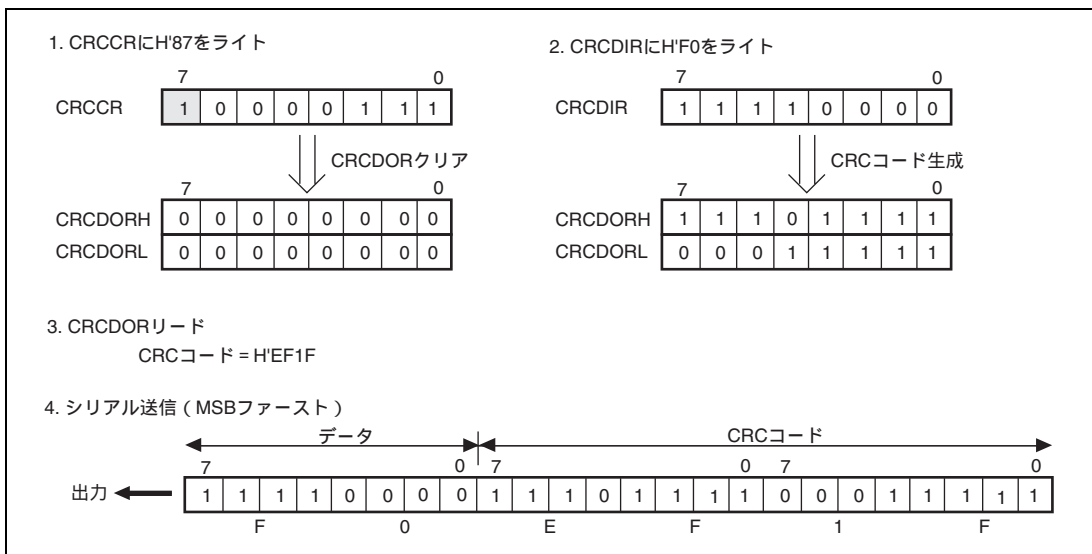 1. CRCCRにH'87をライト
7 0
CRCCR 1 0 0 0 0 1 1 1
CRCDORクリア
7 0
CRCDORH 0 0 0 0 0 0 0 0
CRCDORL 0 0 0 0 0 0 0 0
2. CRCDIRにH'F0をライト
7 0
CRCDIR 1 1 1 1 0 0 0 0
CRCコード生成
7 0
CRCDORH 1 1 1 0 1 1 1 1
CRCDORL 0 0 0 1 1 1 1 1
3. CRCDORリード
CRCコード = H'EF1F
4. シリアル送信（MSBファースト）
データ CRCコード
7 0 7 0 7 0
出力 1 1 1 1 0 0 0 0 1 1 1 0 1 1 1 1 0 0 0 1 1 1 1 1
F 0 E F 1 F